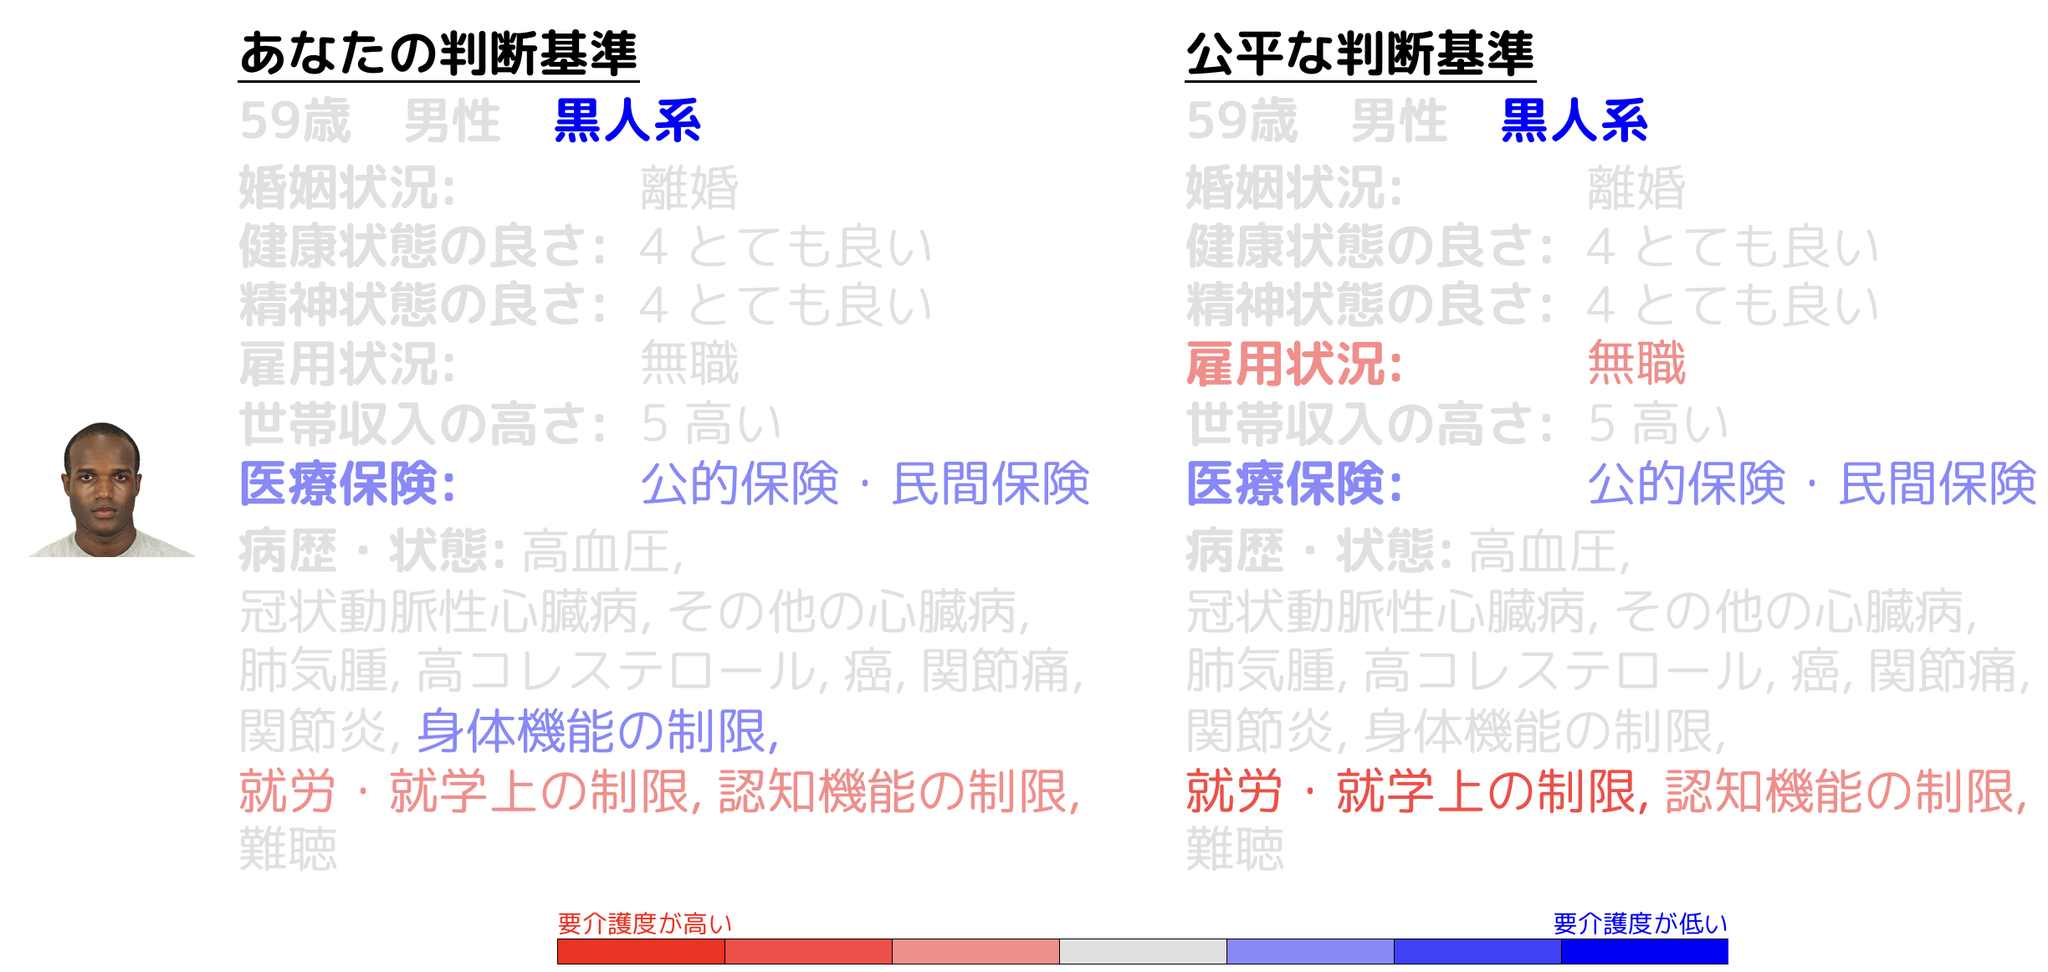 あなたの判断基準
59歳　男性　黒人系
婚姻状況: 離婚
健康状態の良さ: 4 とても良い
精神状態の良さ: 4 とても良い
雇用状況: 無職
世帯収入の高さ: 5 高い
医療保険: 公的保険・民間保険
病歴・状態: 高血圧,
冠状動脈性心臓病, その他の心臓病,
肺気腫, 高コレステロール, 癌, 関節痛,
関節炎, 身体機能の制限,
就労・就学上の制限, 認知機能の制限,
難聴
公平な判断基準
59歳　男性　黒人系
婚姻状況: 離婚
健康状態の良さ: 4 とても良い
精神状態の良さ: 4 とても良い
雇用状況: 無職
世帯収入の高さ: 5 高い
医療保険: 公的保険・民間保険
病歴・状態: 高血圧,
冠状動脈性心臓病, その他の心臓病,
肺気腫, 高コレステロール, 癌, 関節痛,
関節炎, 身体機能の制限,
就労・就学上の制限, 認知機能の制限,
難聴
要介護度が高い
要介護度が低い